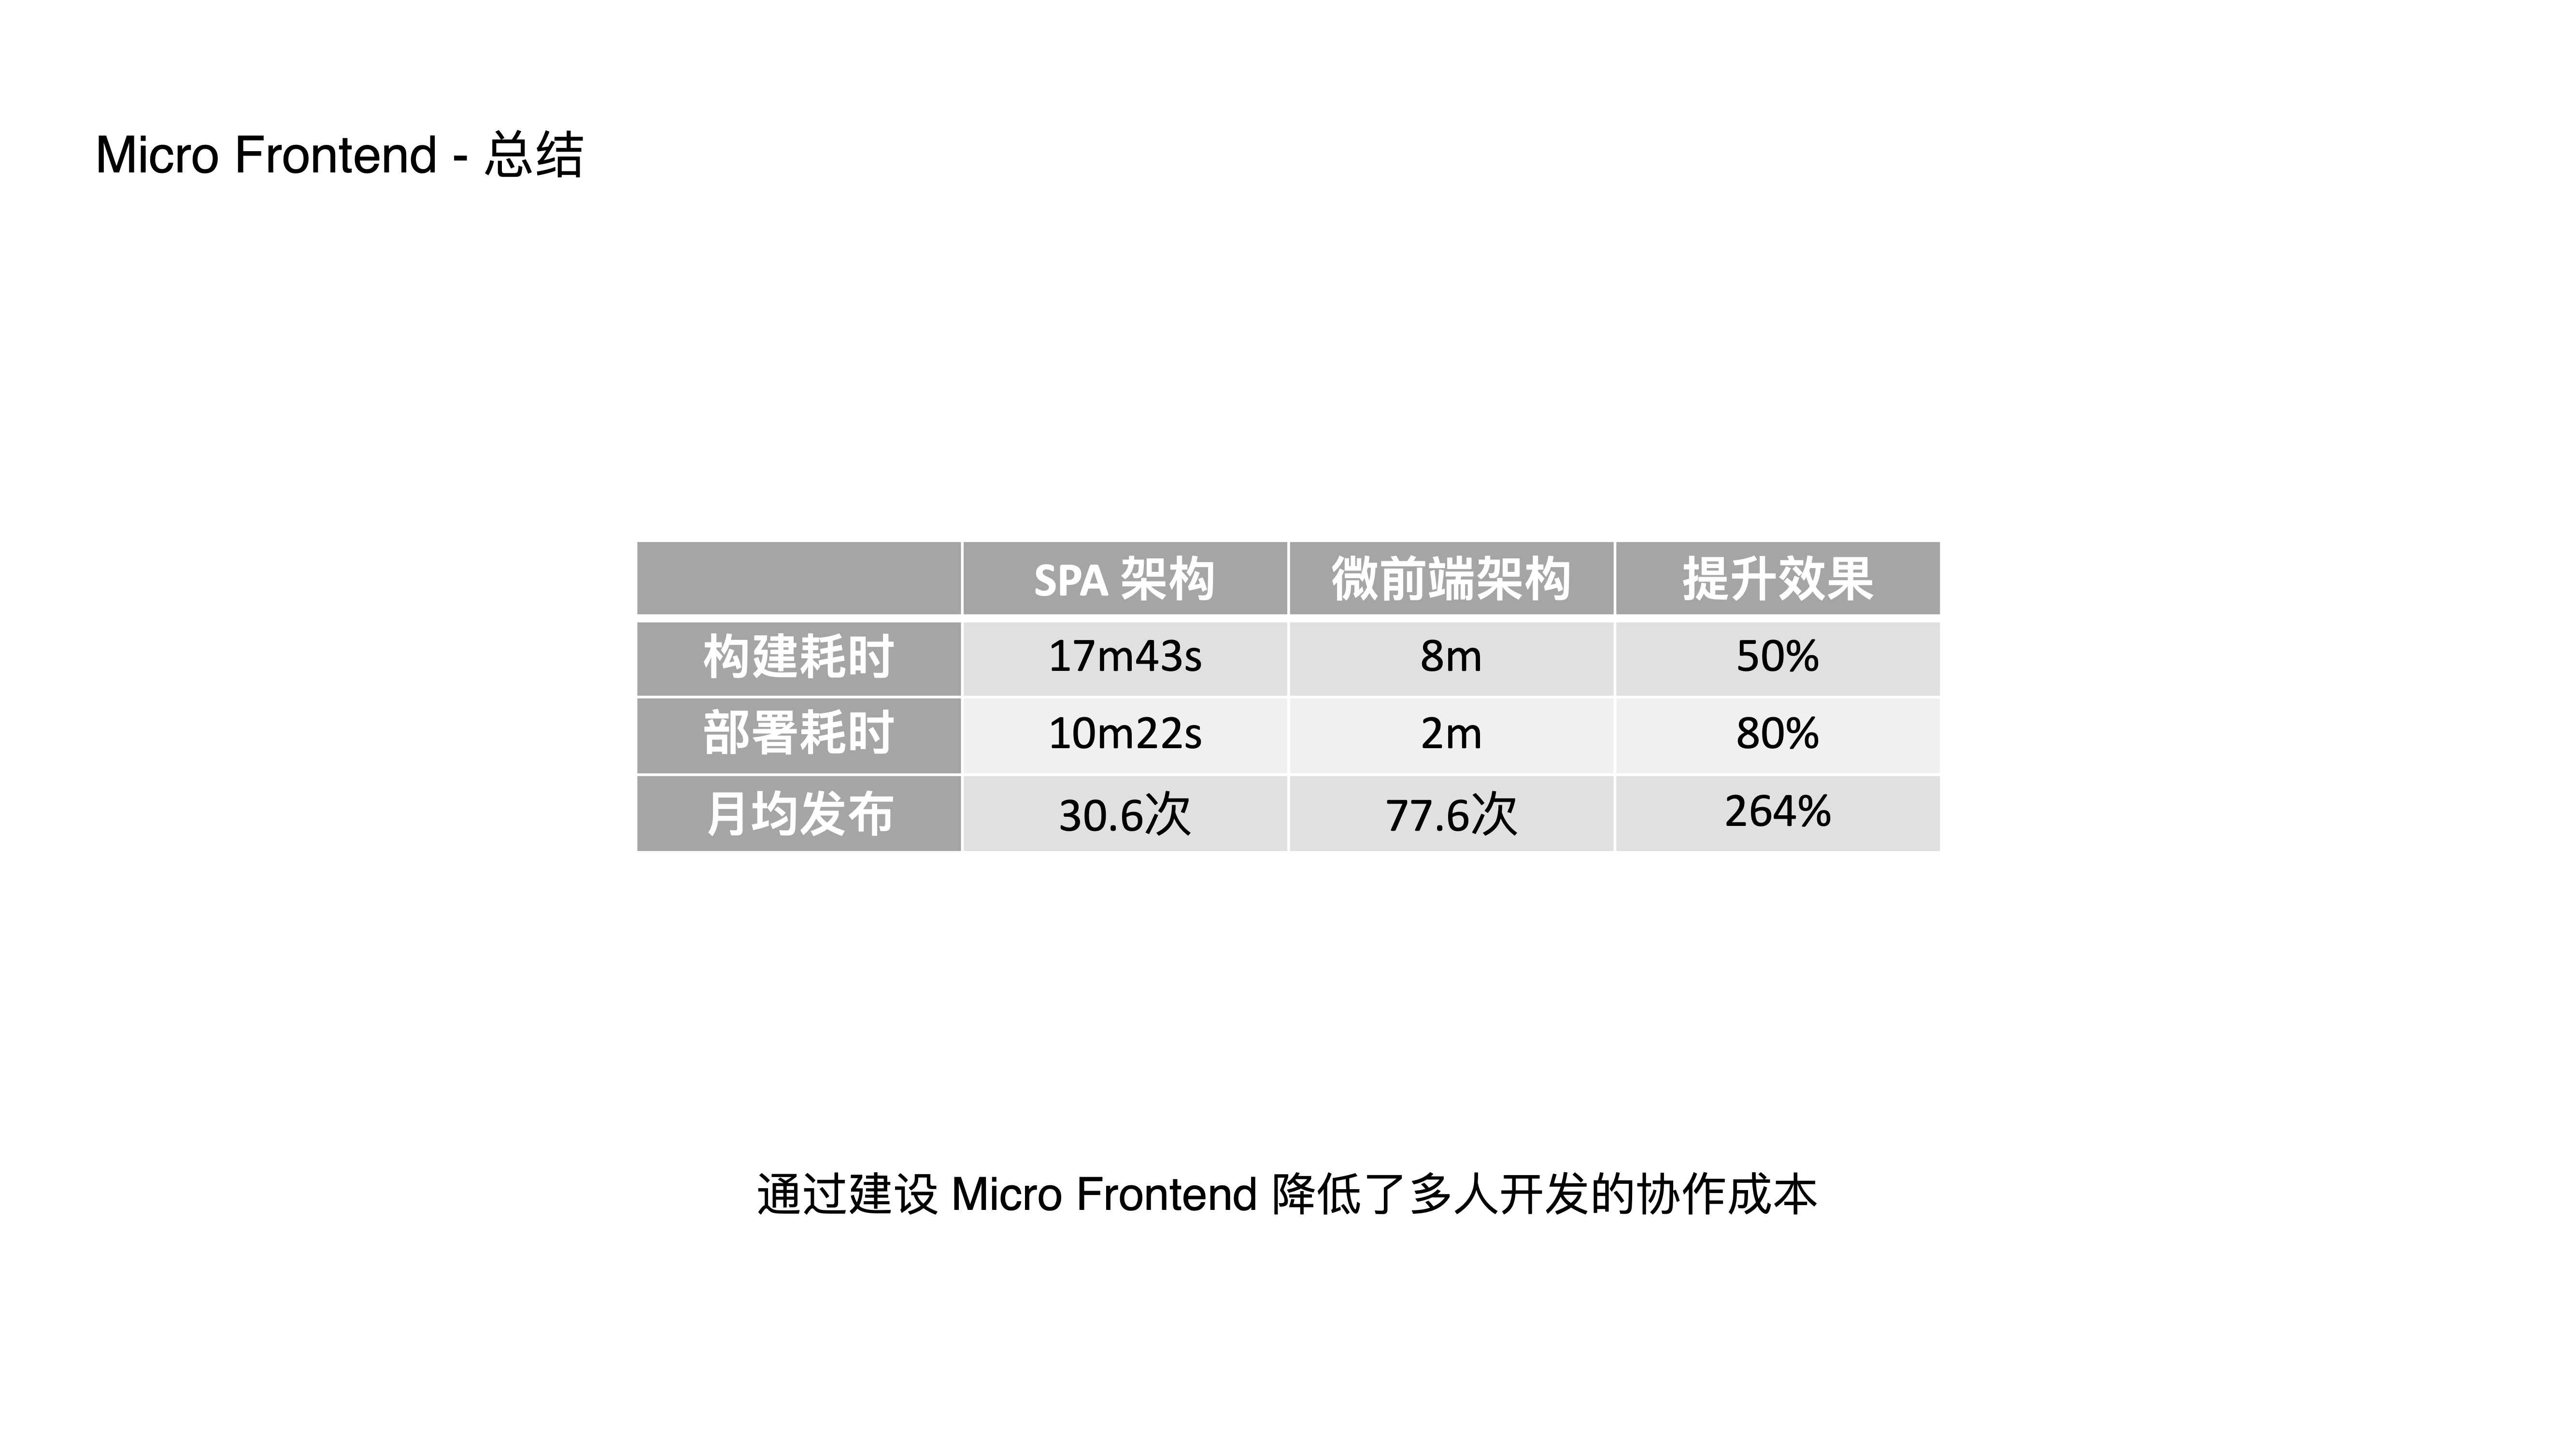 Micro Frontend - 总结
SPA 架构 微前端架构 提升效果
构建耗时 17m43s 8m 50%
部署耗时 10m22s 2m 80%
月均发布 30.6次 77.6次 264%
通过建设 Micro Frontend 降低了多人开发的协作成本